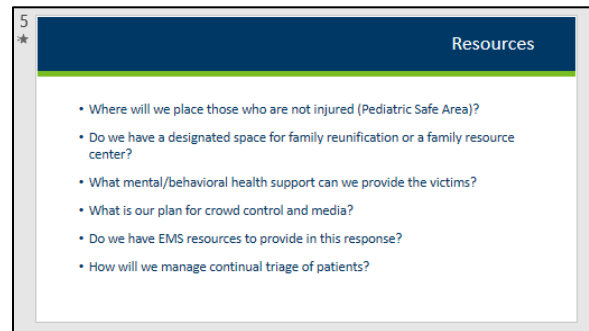 5
Resources
• Where will we place those who are not injured (Pediatric Safe Area)?
• Do we have a designated space for family reunification or a family resource
center?
• What mental/behavioral health support can we provide the victims?
• What is our plan for crowd control and media?
• Do we have EMS resources to provide in this response?
• How will we manage continual triage of patients?